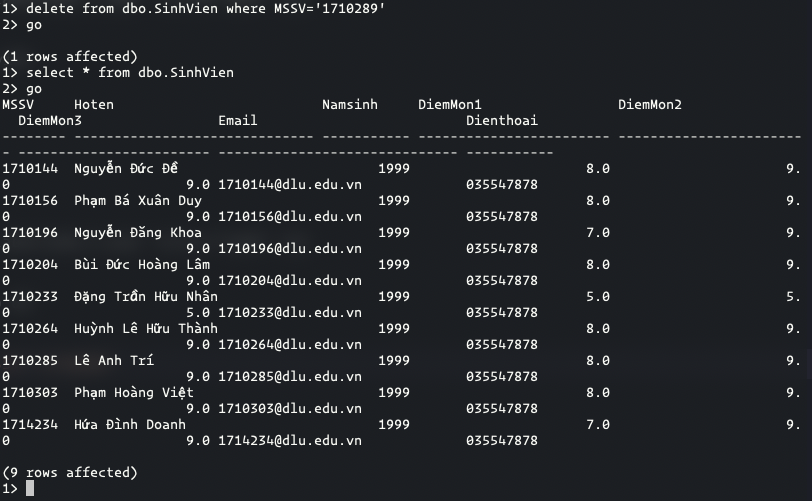 1> delete from dbo.SinhVien where MSSV='1710289'
2> go
(1 rows affected)
1> select * from dbo.SinhVien
2> go
MSSV     Hoten                          Namsinh     DiemMon1                 DiemMon2
  DiemMon3                 Email                          Dienthoai
-------- ------------------------------ ----------- ------------------------ -----------------------
- ------------------------ ------------------------------ -----------
1710144  Nguyễn Đức Đề                         1999                      8.0                      9.
0                      9.0 1710144@dlu.edu.vn             035547878
1710156  Phạm Bá Xuân Duy                      1999                      8.0                      9.
0                      9.0 1710156@dlu.edu.vn             035547878
1710196  Nguyễn Đăng Khoa                      1999                      7.0                      9.
0                      9.0 1710196@dlu.edu.vn             035547878
1710204  Bùi Đức Hoàng Lâm                     1999                      8.0                      9.
0                      9.0 1710204@dlu.edu.vn             035547878
1710233  Đặng Trần Hữu Nhân                    1999                      5.0                      5.
0                      5.0 1710233@dlu.edu.vn             035547878
1710264  Huỳnh Lê Hữu Thành                    1999                      8.0                      9.
0                      9.0 1710264@dlu.edu.vn             035547878
1710285  Lê Anh Trí                            1999                      8.0                      9.
0                      9.0 1710285@dlu.edu.vn             035547878
1710303  Phạm Hoàng Việt                       1999                      8.0                      9.
0                      9.0 1710303@dlu.edu.vn             035547878
1714234  Hứa Đình Doanh                        1999                      7.0                      9.
0                      9.0 1714234@dlu.edu.vn             035547878
(9 rows affected)
1>